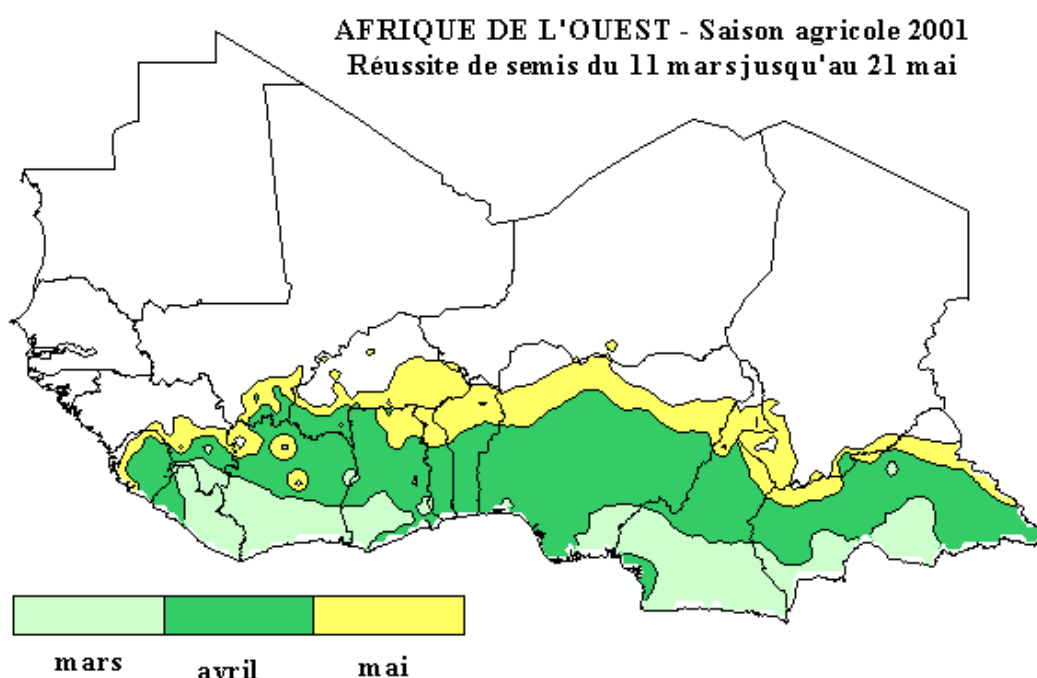 AFRIQUE DE L'OUEST - Saison agricole 2001
Réussite de semis du 11 mars jusqu'au 21 mai
mars avril mai